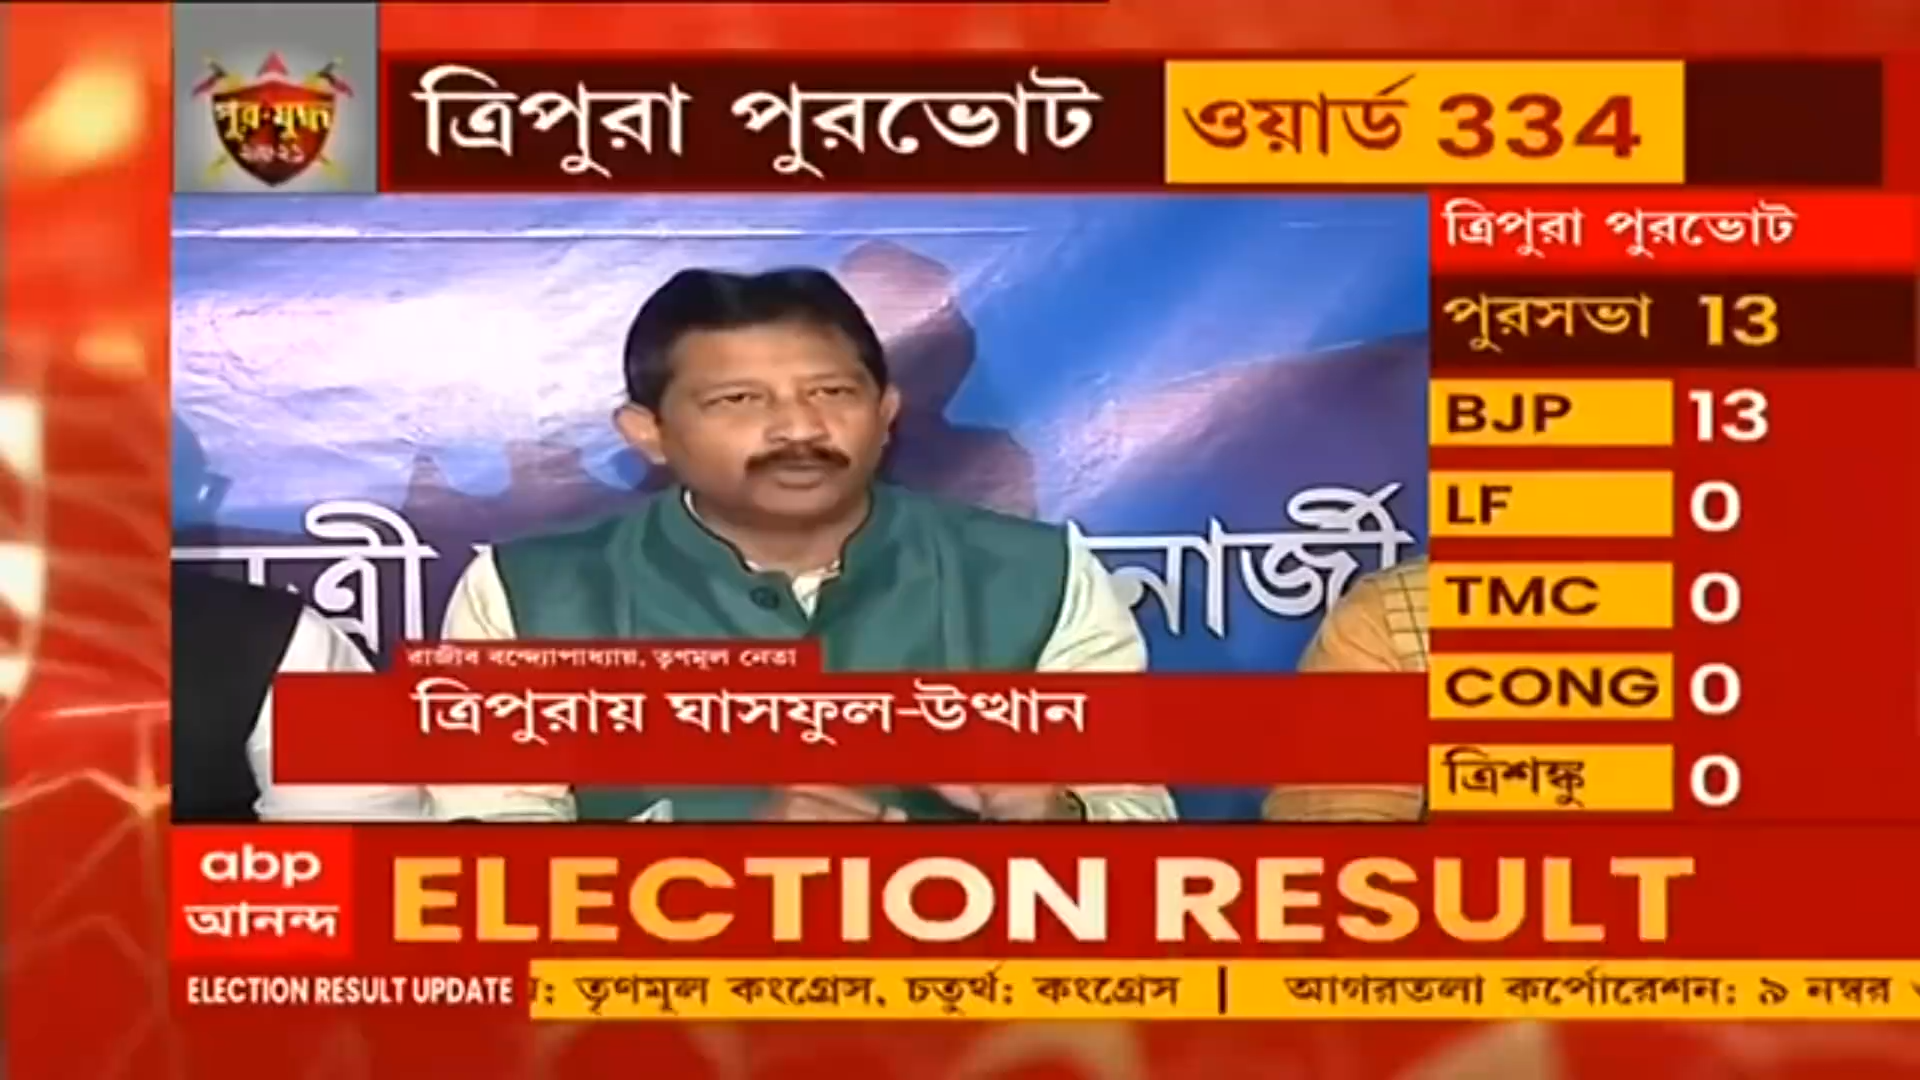 পুর-যুদ্ধ
২০২১
ত্রিপুরা পুরভোট
ওয়ার্ড 334
ত্রিপুরা পুরভোট
পুরসভা 13
BJP 13
LF 0
TMC 0
CONG 0
ত্রিশঙ্কু 0
নার্জী
রাজীব বন্দ্যোপাধ্যায়, তৃণমূল নেতা
ত্রিপুরায় ঘাসফুল-উত্থান
abp
আনন্দ
ELECTION RESULT
ELECTION RESULT UPDATE
: তৃণমূল কংগ্রেস, চতুর্থ: কংগ্রেস | আগরতলা কর্পোরেশন: ৯ নম্বর